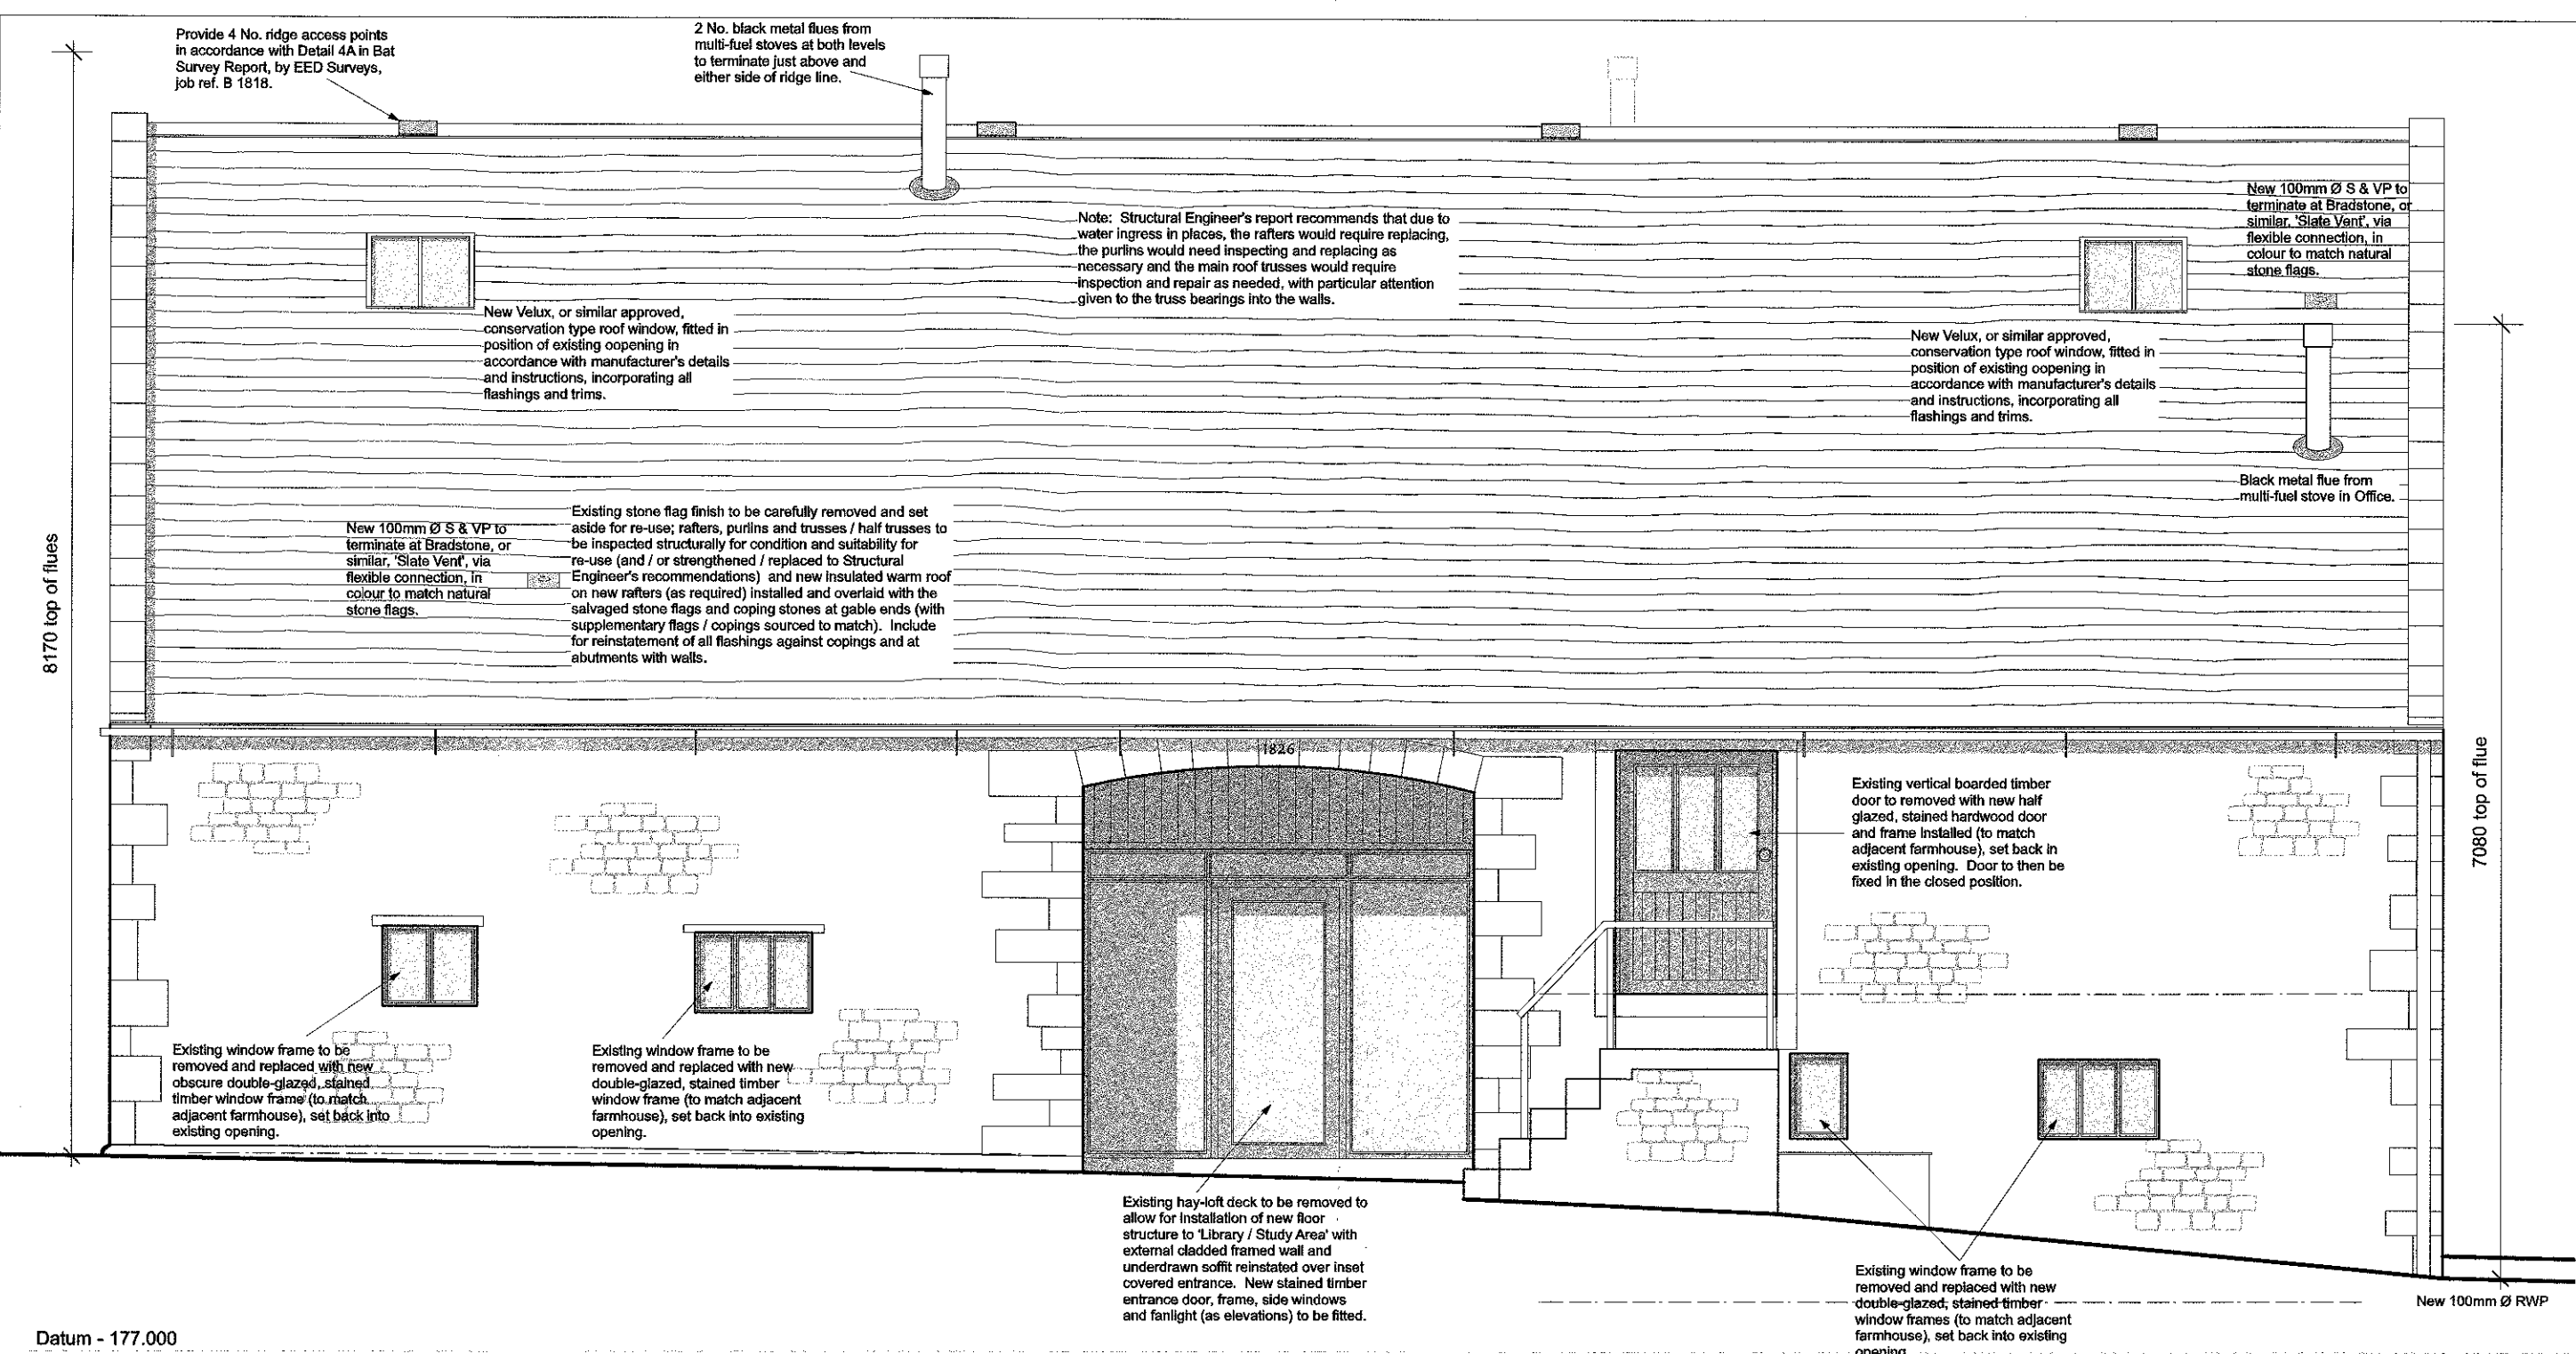 Provide 4 No. ridge access points
in accordance with Detail 4A in Bat
Survey Report, by EED Surveys,
job ref. B 1818.
2 No. black metal flues from
multi-fuel stoves at both levels
to terminate just above and
either side of ridge line.
New 100mm Ø S & VP to
terminate at Bradstone, or
similar, 'Slate Vent', via
flexible connection, in
colour to match natural
stone flags.
Note: Structural Engineer's report recommends that due to
water ingress in places, the rafters would require replacing,
the purlins would need inspecting and replacing as
necessary and the main roof trusses would require
inspection and repair as needed, with particular attention
given to the truss bearings into the walls.
New Velux, or similar approved,
conservation type roof window, fitted in
position of existing oopening in
accordance with manufacturer's details
and instructions, incorporating all
flashings and trims.
New Velux, or similar approved,
conservation type roof window, fitted in
position of existing oopening in
accordance with manufacturer's details
and instructions, incorporating all
flashings and trims.
Black metal flue from
multi-fuel stove in Office.
8170 top of flues
New 100mm Ø S & VP to
terminate at Bradstone, or
similar, 'Slate Vent', via
flexible connection, in
colour to match natural
stone flags.
Existing stone flag finish to be carefully removed and set
aside for re-use; rafters, purlins and trusses / half trusses to
be inspected structurally for condition and suitability for
re-use (and / or strengthened / replaced to Structural
Engineer's recommendations) and new insulated warm roof
on new rafters (as required) installed and overlaid with the
salvaged stone flags and coping stones at gable ends (with
supplementary flags / copings sourced to match). Include
for reinstatement of all flashings against copings and at
abutments with walls.
1826
7080 top of flue
Existing vertical boarded timber
door to removed with new half
glazed, stained hardwood door
and frame installed (to match
adjacent farmhouse), set back in
existing opening. Door to then be
fixed in the closed position.
Existing window frame to be
removed and replaced with new
obscure double-glazed, stained
timber window frame (to match
adjacent farmhouse), set back into
existing opening.
Existing window frame to be
removed and replaced with new
double-glazed, stained timber
window frame (to match adjacent
farmhouse), set back into existing
opening.
Existing hay-loft deck to be removed to
allow for installation of new floor
structure to 'Library / Study Area' with
external cladded framed wall and
underdrawn soffit reinstated over inset
covered entrance. New stained timber
entrance door, frame, side windows
and fanlight (as elevations) to be fitted.
Existing window frame to be
removed and replaced with new
double-glazed, stained timber
window frames (to match adjacent
farmhouse), set back into existing
opening
New 100mm Ø RWP
Datum - 177.000